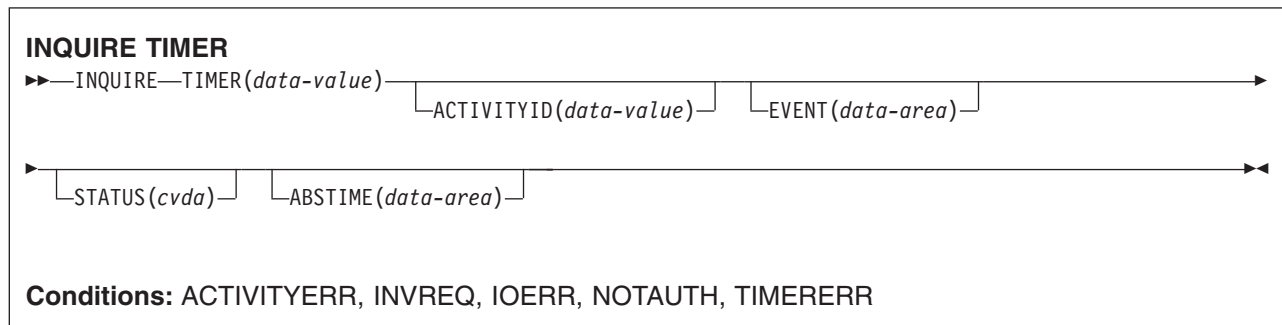 INQUIRE TIMER
INQUIRE TIMER(data-value)
ACTIVITYID(data-value) EVENT(data-area)
STATUS(cvda) ABSTIME(data-area)
Conditions: ACTIVITYERR, INVREQ, IOERR, NOTAUTH, TIMERERR